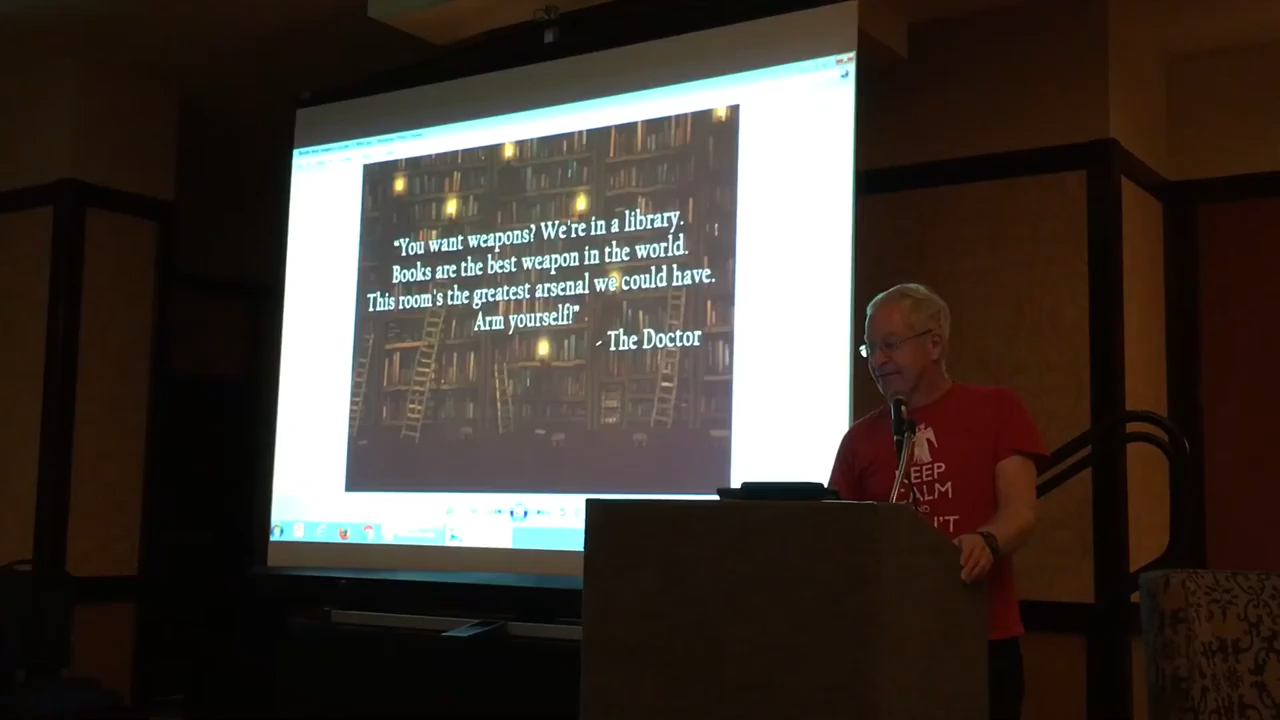 “You want weapons? We're in a library.
Books are the best weapon in the world.
This room's the greatest arsenal we could have.
Arm yourself!”
- The Doctor
KEEP
CALM
AND